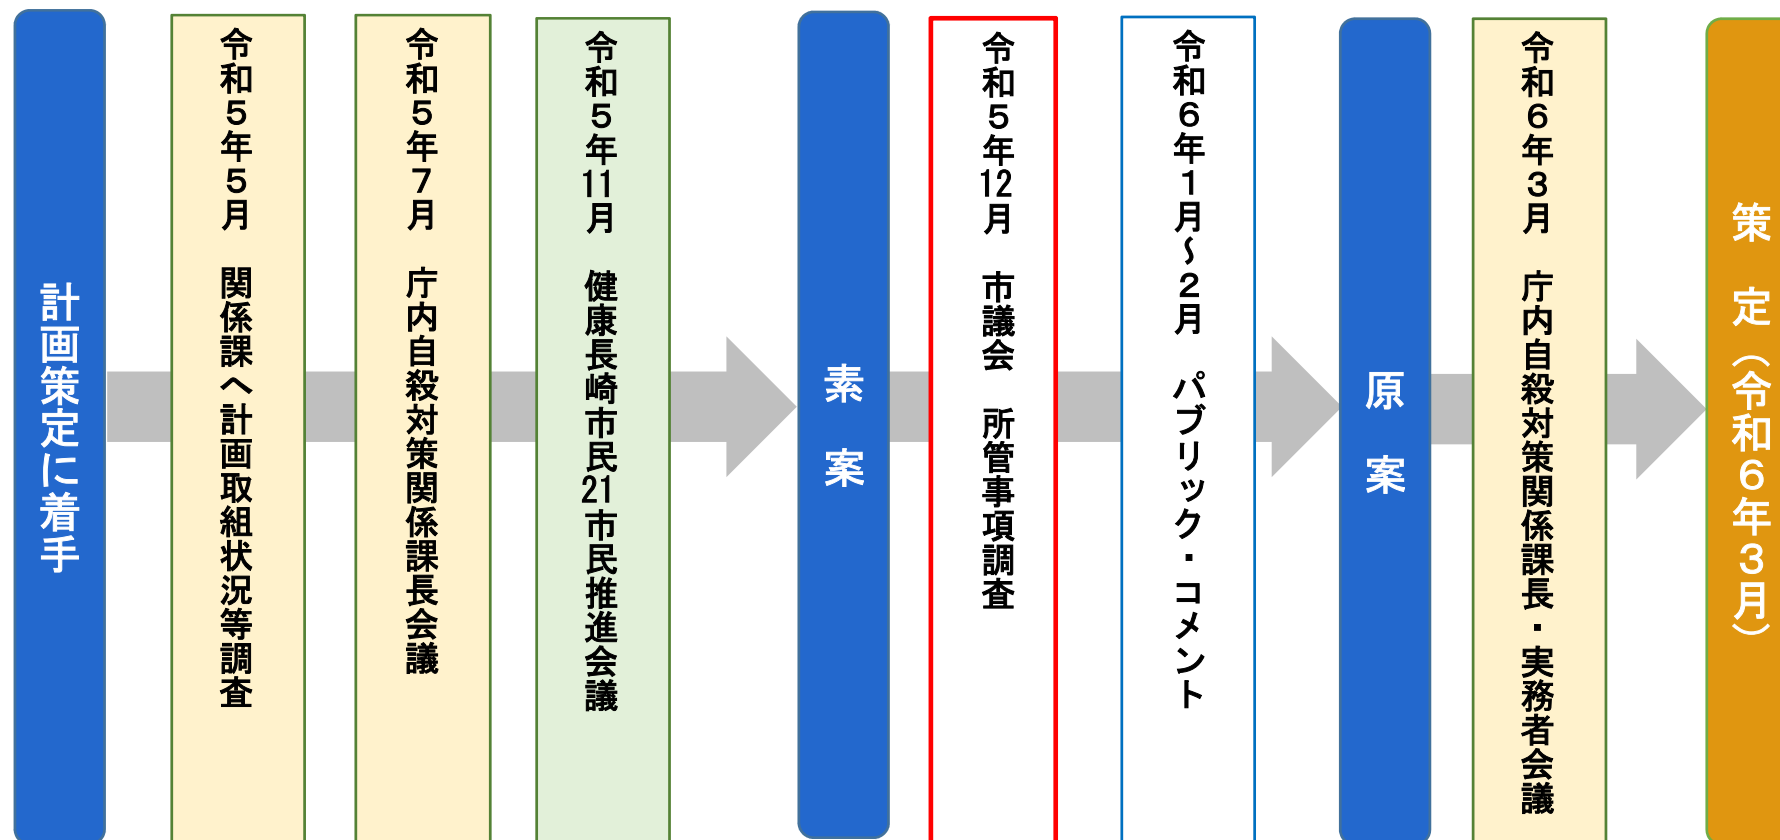 計画策定に着手
令和５年５月　関係課へ計画取組状況等調査
令和５年７月　庁内自殺対策関係課長会議
令和５年11月　健康長崎市民21市民推進会議
素　案
令和５年12月　市議会　所管事項調査
令和６年１月～２月　パブリック・コメント
原　案
令和６年３月　庁内自殺対策関係課長・実務者会議
策　定（令和６年３月）